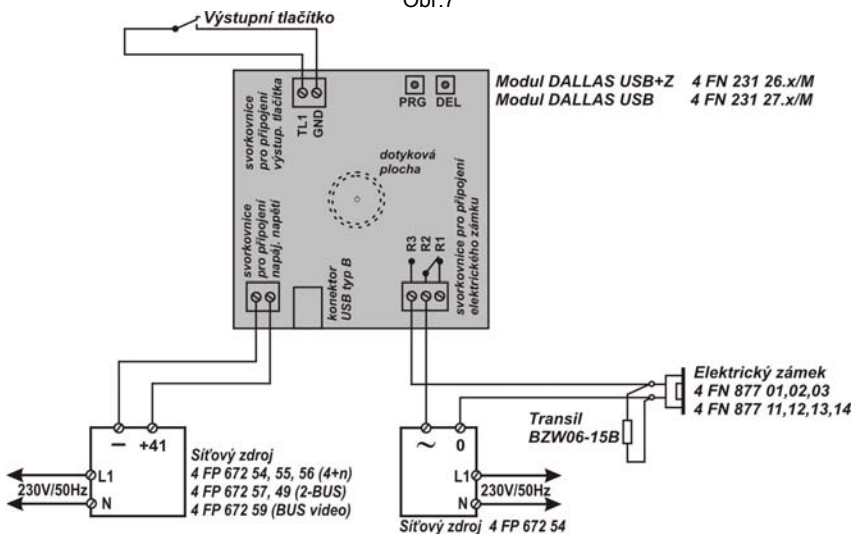 Obr.7
Výstupní tlačítko
Modul DALLAS USB+Z 4 FN 231 26.x/M
Modul DALLAS USB 4 FN 231 27.x/M
svorkovnice
pro připojení
výstup. tlačítka
TL1
GND
PRG
DEL
dotyková
plocha
svorkovnice
pro připojení
napáj. napětí
konektor
USB typ B
R3
R2
R1
svorkovnice pro připojení
elektrického zámku
Elektrický zámek
4 FN 877 01,02,03
4 FN 877 11,12,13,14
Transil
BZW06-15B
– +41
L1
230V/50Hz
N
Síťový zdroj
4 FP 672 54, 55, 56 (4+n)
4 FP 672 57, 49 (2-BUS)
4 FP 672 59 (BUS video)
~ 0
L1
230V/50Hz
N
Síťový zdroj 4 FP 672 54